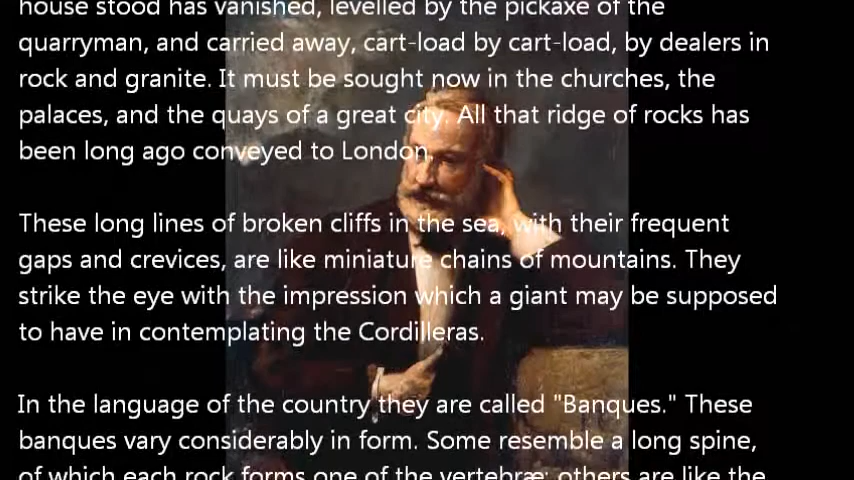 house stood has vanished, levelled by the pickaxe of the
quarryman, and carried away, cart-load by cart-load, by dealers in
rock and granite. It must be sought now in the churches, the
palaces, and the quays of a great city. All that ridge of rocks has
been long ago conveyed to London.
These long lines of broken cliffs in the sea, with their frequent
gaps and crevices, are like miniature chains of mountains. They
strike the eye with the impression which a giant may be supposed
to have in contemplating the Cordilleras.
In the language of the country they are called "Banques." These
banques vary considerably in form. Some resemble a long spine,
of which each rock forms one of the vertebræ; others are like the